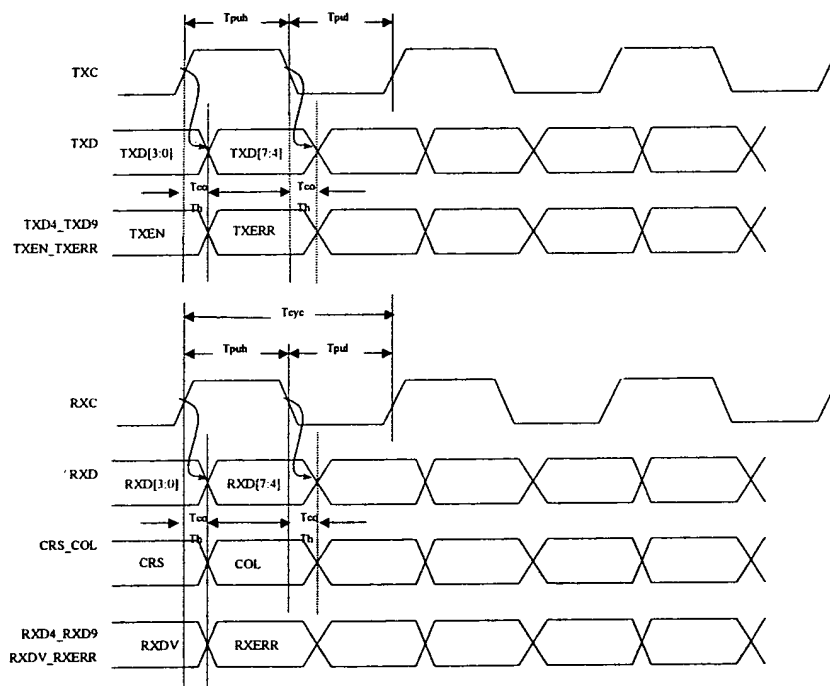 Tpuh Tpul
TXC
TXD
TXD[3:0] TXD[7:4]
Tco Tco
Th Th
TXD4_TXD9
TXEN_TXERR
TXEN TXERR
Tcyc
Tpuh Tpul
RXC
RXD
RXD[3:0] RXD[7:4]
Tco Tco
Th Th
CRS_COL
CRS COL
RXD4_RXD9
RXDV_RXERR
RXDV RXERR